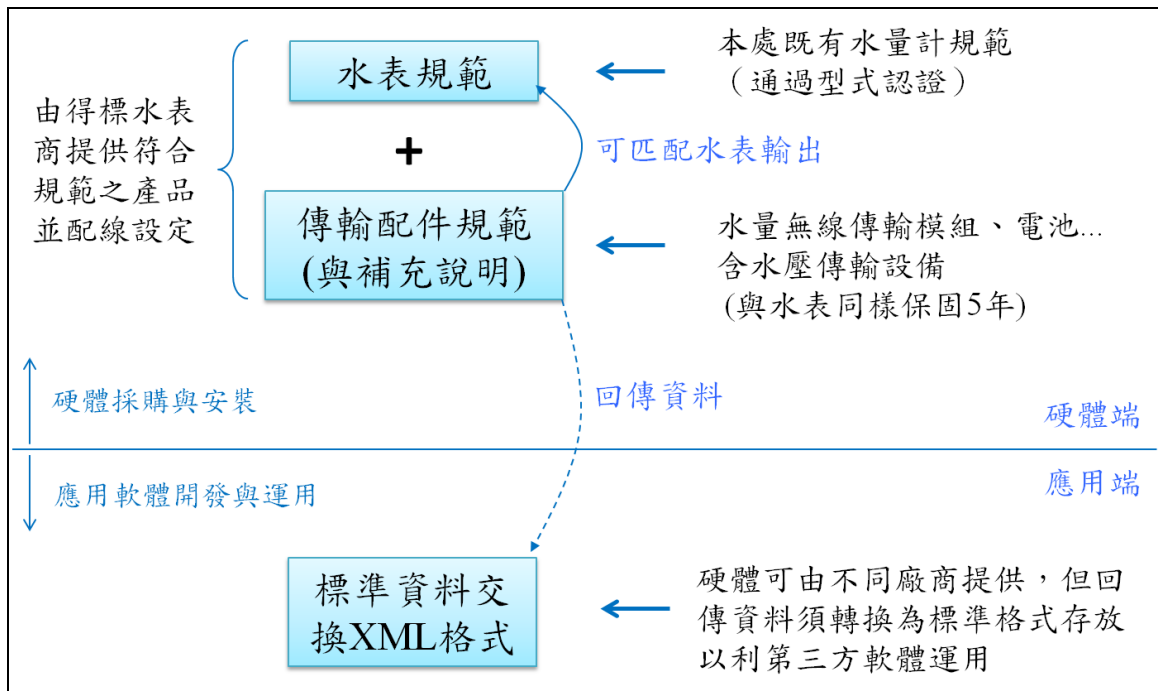 水表規範
本處既有水量計規範
（通過型式認證）
由得標水表
商提供符合
規範之產品
並配線設定
+
可匹配水表輸出
傳輸配件規範
(與補充說明)
水量無線傳輸模組、電池...
含水壓傳輸設備
(與水表同樣保固5年)
硬體採購與安裝
回傳資料
硬體端
應用軟體開發與運用
應用端
標準資料交
換XML格式
硬體可由不同廠商提供，但回
傳資料須轉換為標準格式存放
以利第三方軟體運用